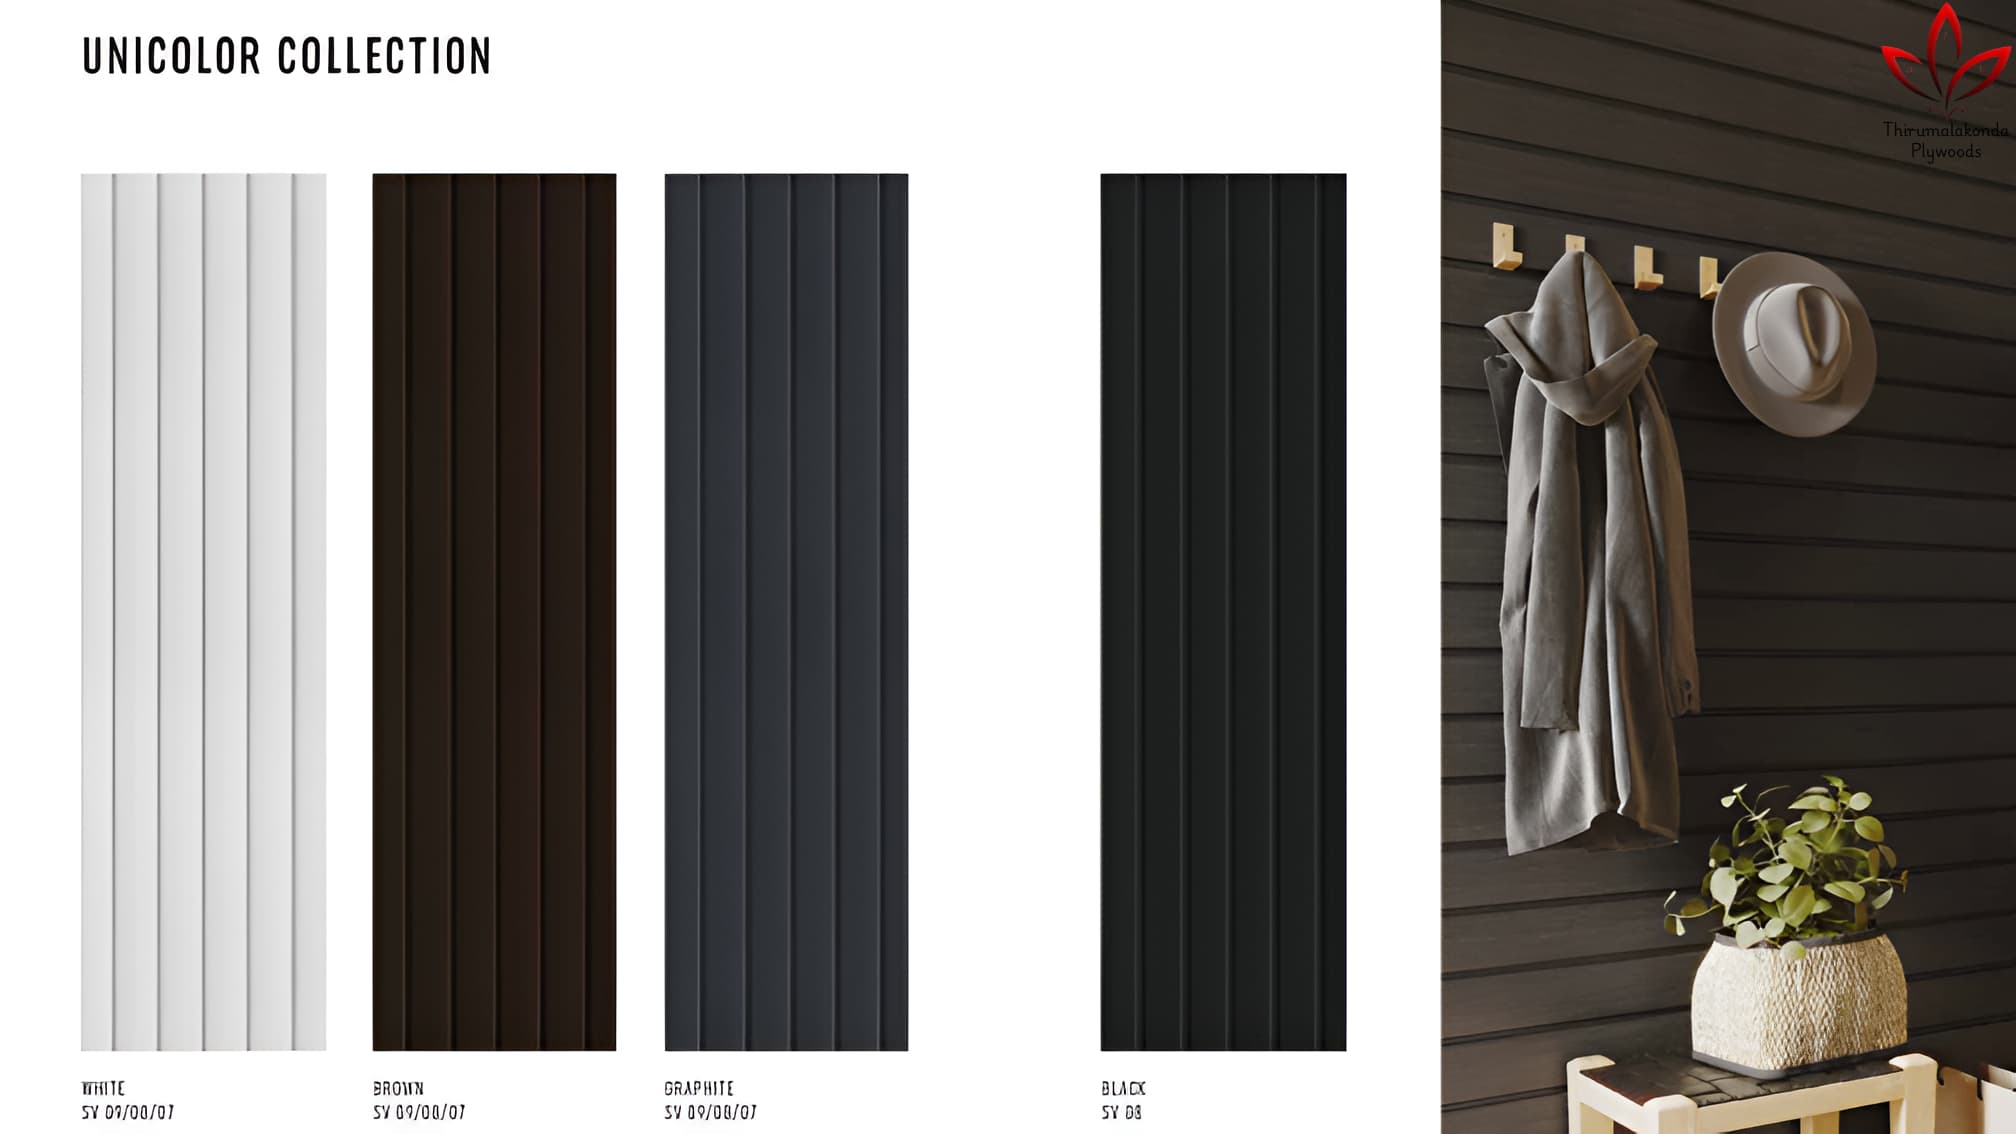 UNICOLOR COLLECTION
Thirumalakonda
Plywoods
WHITE
SV 09/08/07
BROWN
SV 09/08/07
GRAPHITE
SV 09/08/07
BLACK
SV 08